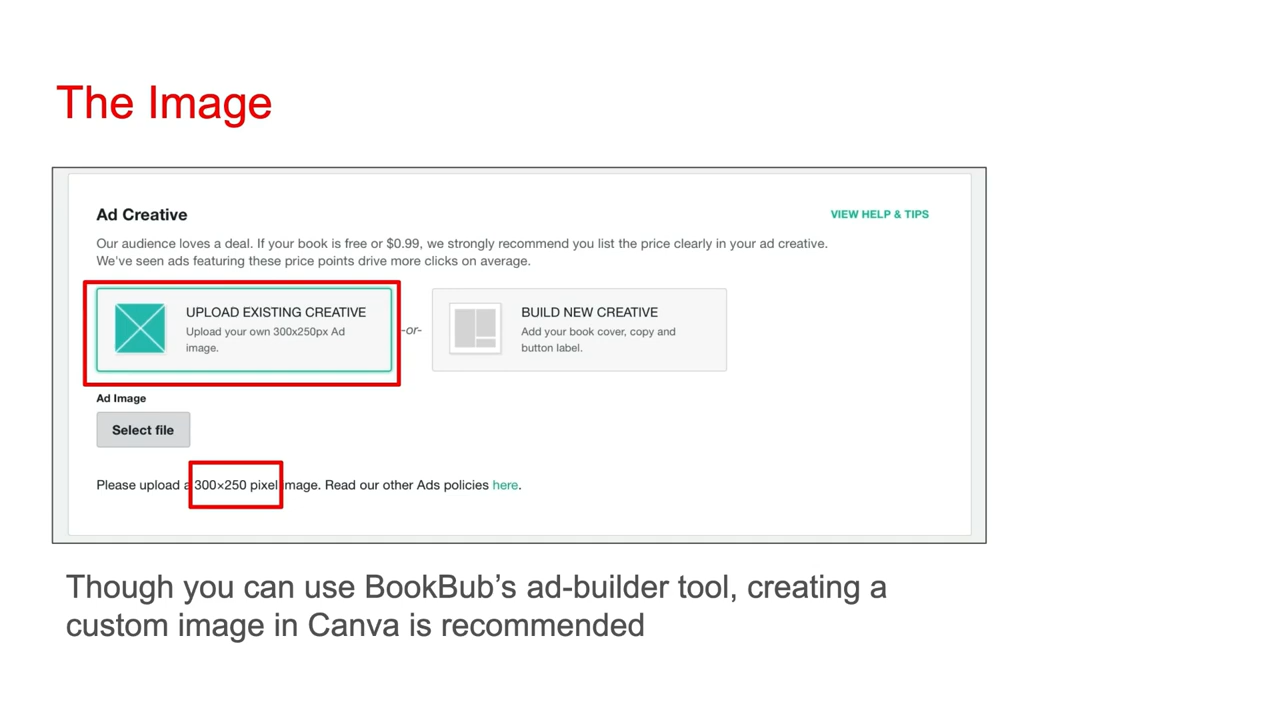 The Image
Ad Creative
VIEW HELP & TIPS
Our audience loves a deal. If your book is free or $0.99, we strongly recommend you list the price clearly in your ad creative.
We've seen ads featuring these price points drive more clicks on average.
UPLOAD EXISTING CREATIVE
Upload your own 300x250px Ad
image.
-or-
BUILD NEW CREATIVE
Add your book cover, copy and
button label.
Ad Image
Select file
Please upload a 300×250 pixel image. Read our other Ads policies here.
Though you can use BookBub’s ad-builder tool, creating a
custom image in Canva is recommended